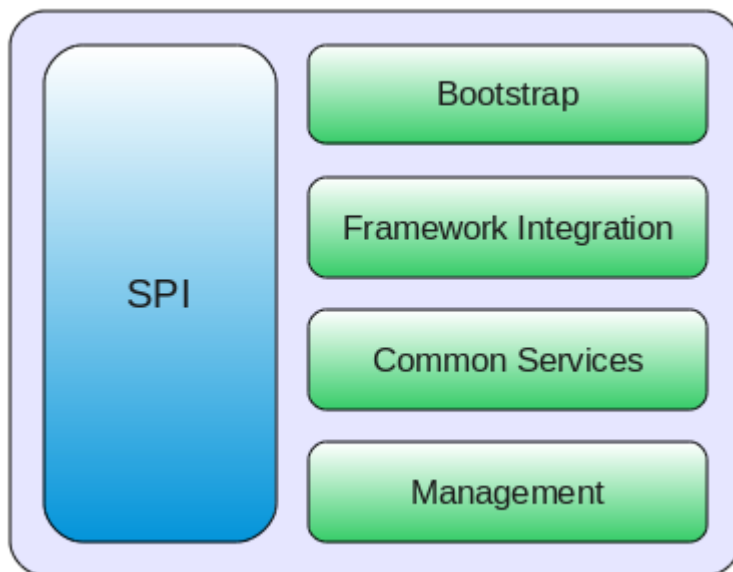 SPI
Bootstrap
Framework Integration
Common Services
Management